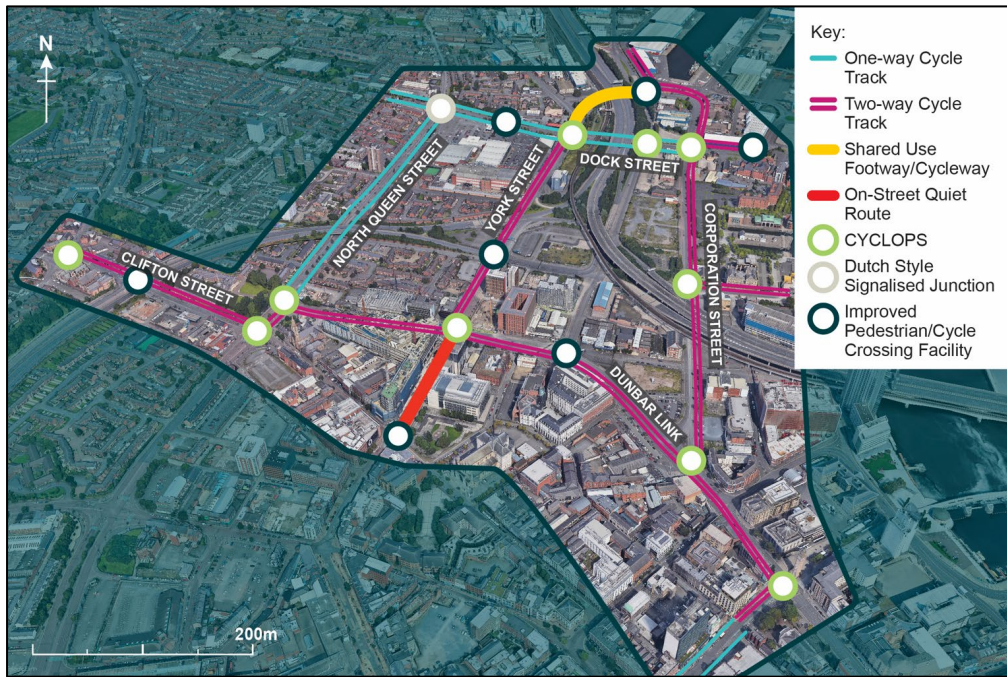 N
Key:
One-way Cycle
Track
Two-way Cycle
Track
Shared Use
Footway/Cycleway
On-Street Quiet
Route
CYCLOPS
Dutch Style
Signalised Junction
Improved
Pedestrian/Cycle
Crossing Facility
DOCK STREET
YORK STREET
NORTH QUEEN STREET
CLIFTON STREET
CORPORATION STREET
DUNBAR LINK
200m